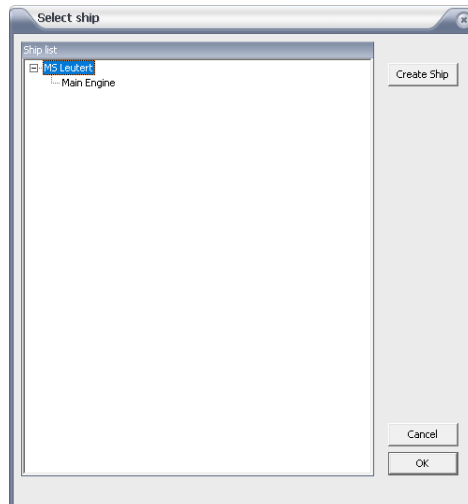 Select ship
Ship list
MS Leutert
Main Engine
Create Ship
Cancel
OK